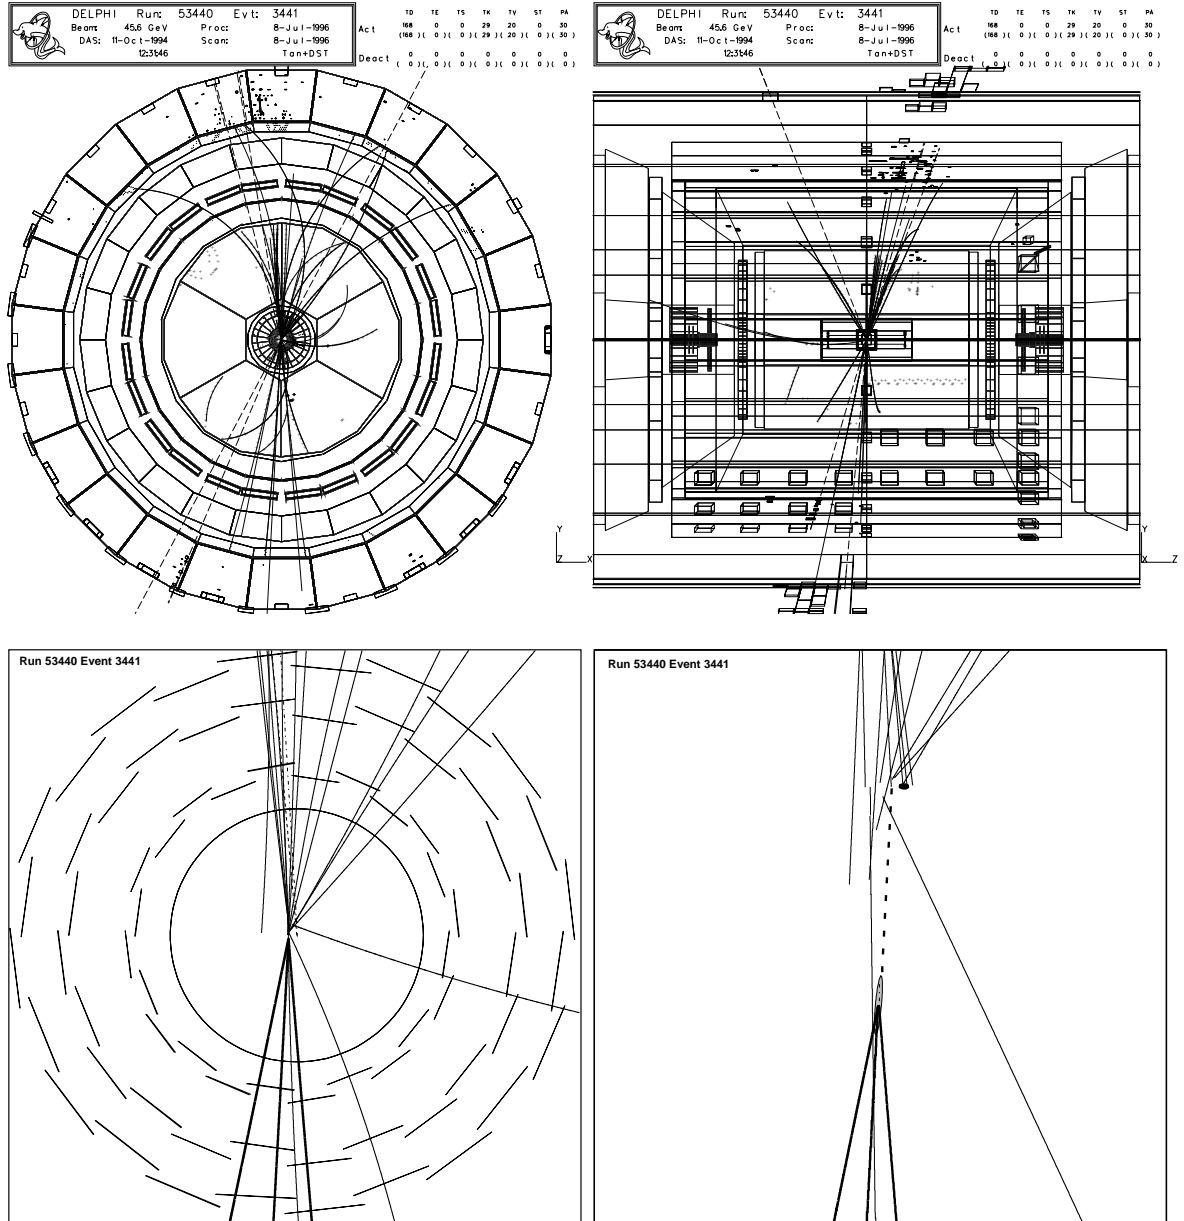 DELPHI Run: 53440 Evt: 3441
Beam: 45.6 GeV Proc: 8-Jul-1996
DAS: 11-Oct-1994 Scan: 8-Jul-1996
12:31:46 Tan+DST
TD TE TS TK TV ST PA
Act
168 0 0 29 20 0 30
(168)( 0)( 0)( 29)( 20)( 0)( 30)
0 0 0 0 0 0 0
Deact ( 0)( 0)( 0)( 0)( 0)( 0)( 0)
DELPHI Run: 53440 Evt: 3441
Beam: 45.6 GeV Proc: 8-Jul-1996
DAS: 11-Oct-1994 Scan: 8-Jul-1996
12:31:46 Tan+DST
TD TE TS TK TV ST PA
Act
168 0 0 29 20 0 30
(168)( 0)( 0)( 29)( 20)( 0)( 30)
0 0 0 0 0 0 0
Deact ( 0)( 0)( 0)( 0)( 0)( 0)( 0)
Y
Z X
Y
X Z
Run 53440 Event 3441
Run 53440 Event 3441